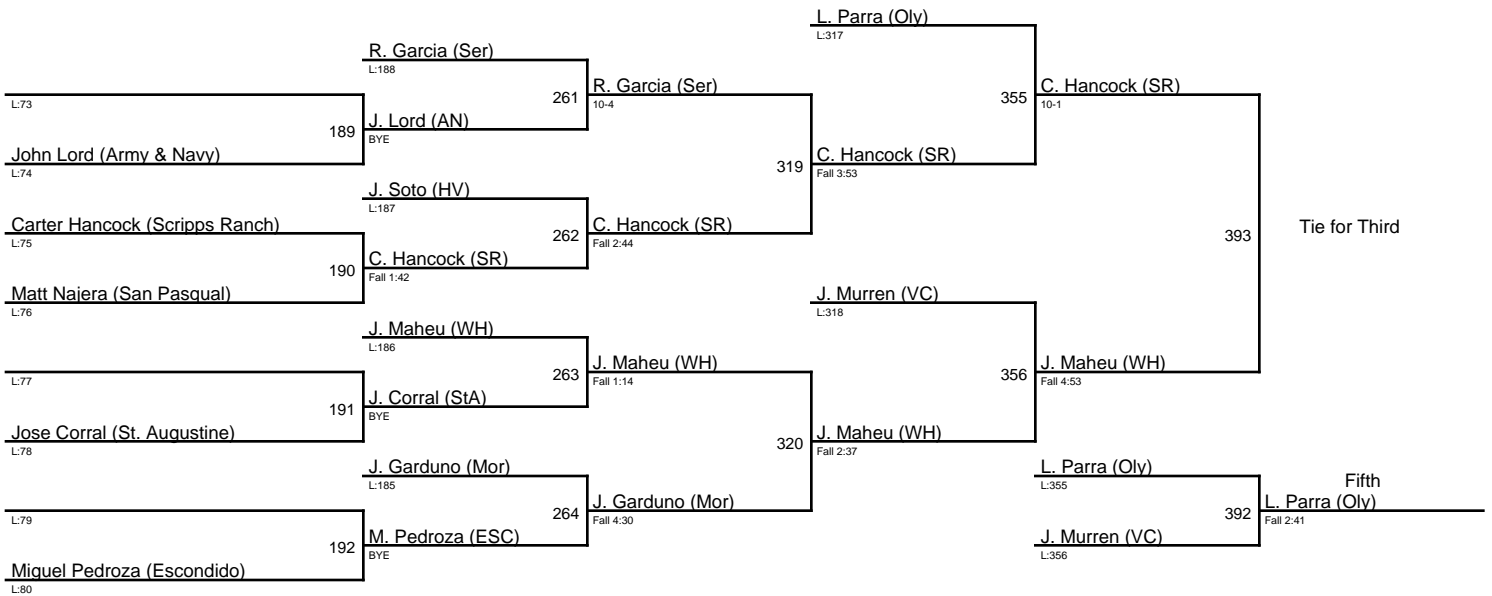 L:73
John Lord (Army & Navy)
L:74
189
Carter Hancock (Scripps Ranch)
L:75
Matt Najera (San Pasqual)
L:76
190
L:77
Jose Corral (St. Augustine)
L:78
191
L:79
Miguel Pedroza (Escondido)
L:80
192
R. Garcia (Ser)
L:188
J. Lord (AN)
BYE
261
J. Soto (HV)
L:187
C. Hancock (SR)
Fall 1:42
262
J. Maheu (WH)
L:186
J. Corral (StA)
BYE
263
J. Garduno (Mor)
L:185
M. Pedroza (ESC)
BYE
264
R. Garcia (Ser)
10-4
C. Hancock (SR)
Fall 2:44
319
J. Maheu (WH)
Fall 1:14
J. Garduno (Mor)
Fall 4:30
320
L. Parra (Oly)
L:317
C. Hancock (SR)
Fall 3:53
355
J. Murren (VC)
L:318
J. Maheu (WH)
Fall 2:37
356
C. Hancock (SR)
10-1
J. Maheu (WH)
Fall 4:53
393
Tie for Third
L. Parra (Oly)
L:355
J. Murren (VC)
L:356
392
Fifth
L. Parra (Oly)
Fall 2:41